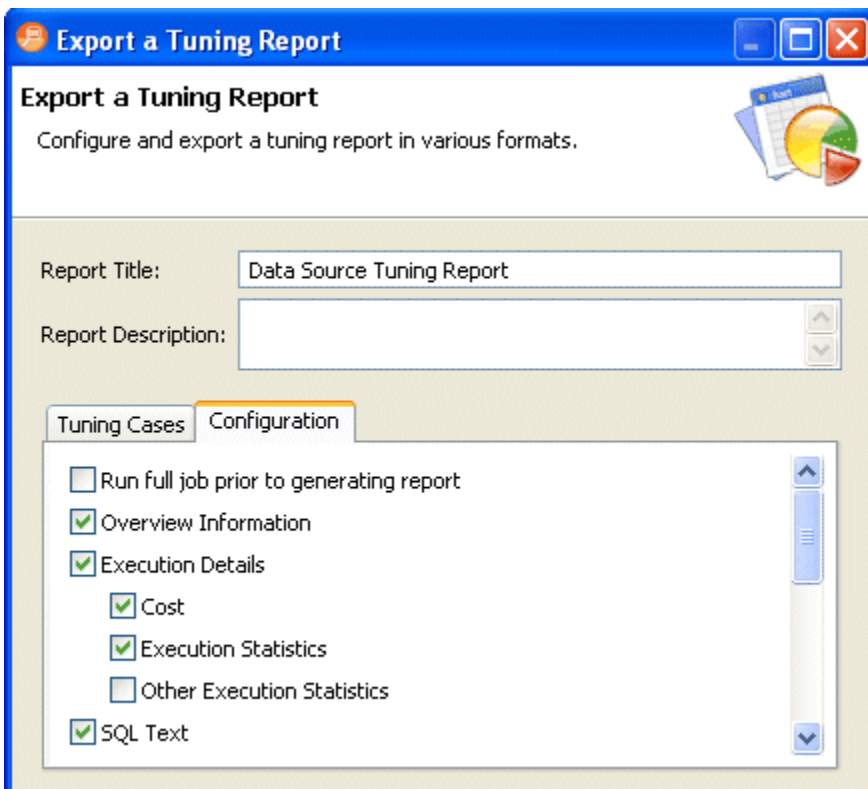 Export a Tuning Report
Export a Tuning Report
Configure and export a tuning report in various formats.
Report Title: Data Source Tuning Report
Report Description:
Tuning Cases Configuration
Run full job prior to generating report
Overview Information
Execution Details
Cost
Execution Statistics
Other Execution Statistics
SQL Text